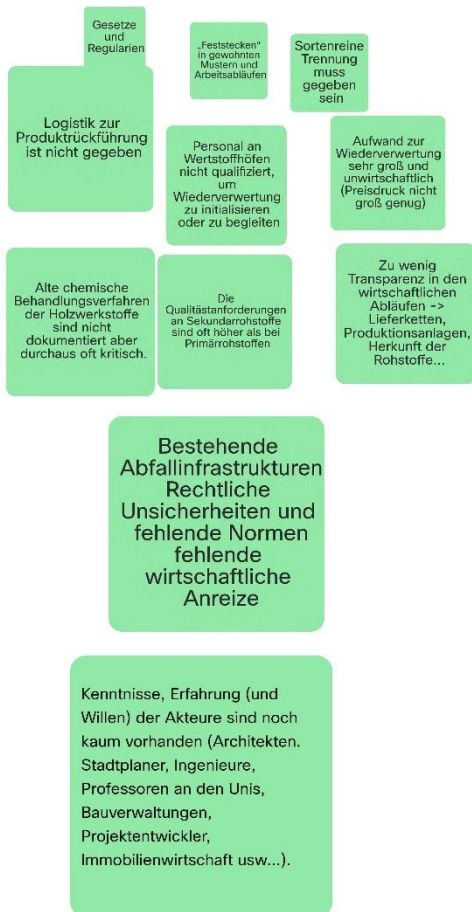 Gesetze
und
Regularien
„Feststecken“
in gewohnten
Mustern und
Arbeitsabläufen
Sortenreine
Trennung
muss
gegeben
sein
Logistik zur
Produktrückführung
ist nicht gegeben
Personal an
Wertstoffhöfen
nicht qualifiziert,
um
Wiederverwertung
zu initialisieren
oder zu begleiten
Aufwand zur
Wiederverwertung
sehr groß und
unwirtschaftlich
(Preisdruck nicht
groß genug)
Alte chemische
Behandlungsverfahren
der Holzwerkstoffe
sind nicht
dokumentiert aber
durchaus oft kritisch.
Die
Qualitästanforderungen
an Sekundarrohstoffe
sind oft höher als bei
Primärrohstoffen
Zu wenig
Transparenz in den
wirtschaftlichen
Abläufen ->
Lieferketten,
Produktionsanlagen,
Herkunft der
Rohstoffe...
Bestehende
Abfallinfrastrukturen
Rechtliche
Unsicherheiten und
fehlende Normen
fehlende
wirtschaftliche
Anreize
Kenntnisse, Erfahrung (und
Willen) der Akteure sind noch
kaum vorhanden (Architekten.
Stadtplaner, Ingenieure,
Professoren an den Unis,
Bauverwaltungen,
Projektentwickler,
Immobilienwirtschaft usw...).